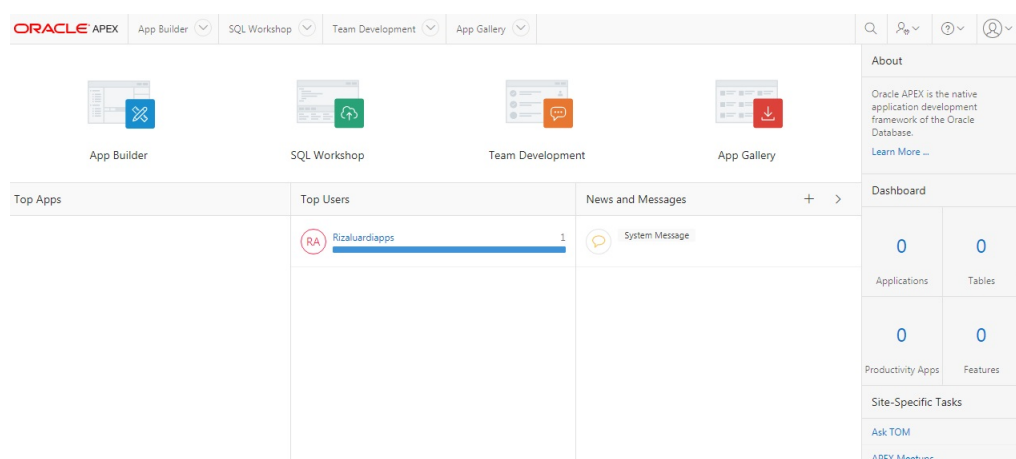 ORACLE APEX App Builder SQL Workshop Team Development App Gallery
App Builder SQL Workshop Team Development App Gallery
Top Apps
Top Users
RA Rizaluardiapps 1
News and Messages
System Message
About
Oracle APEX is the native
application development
framework of the Oracle
Database.
Learn More ...
Dashboard
0 0
Applications Tables
0 0
Productivity Apps Features
Site-Specific Tasks
Ask TOM
APEX Meetups